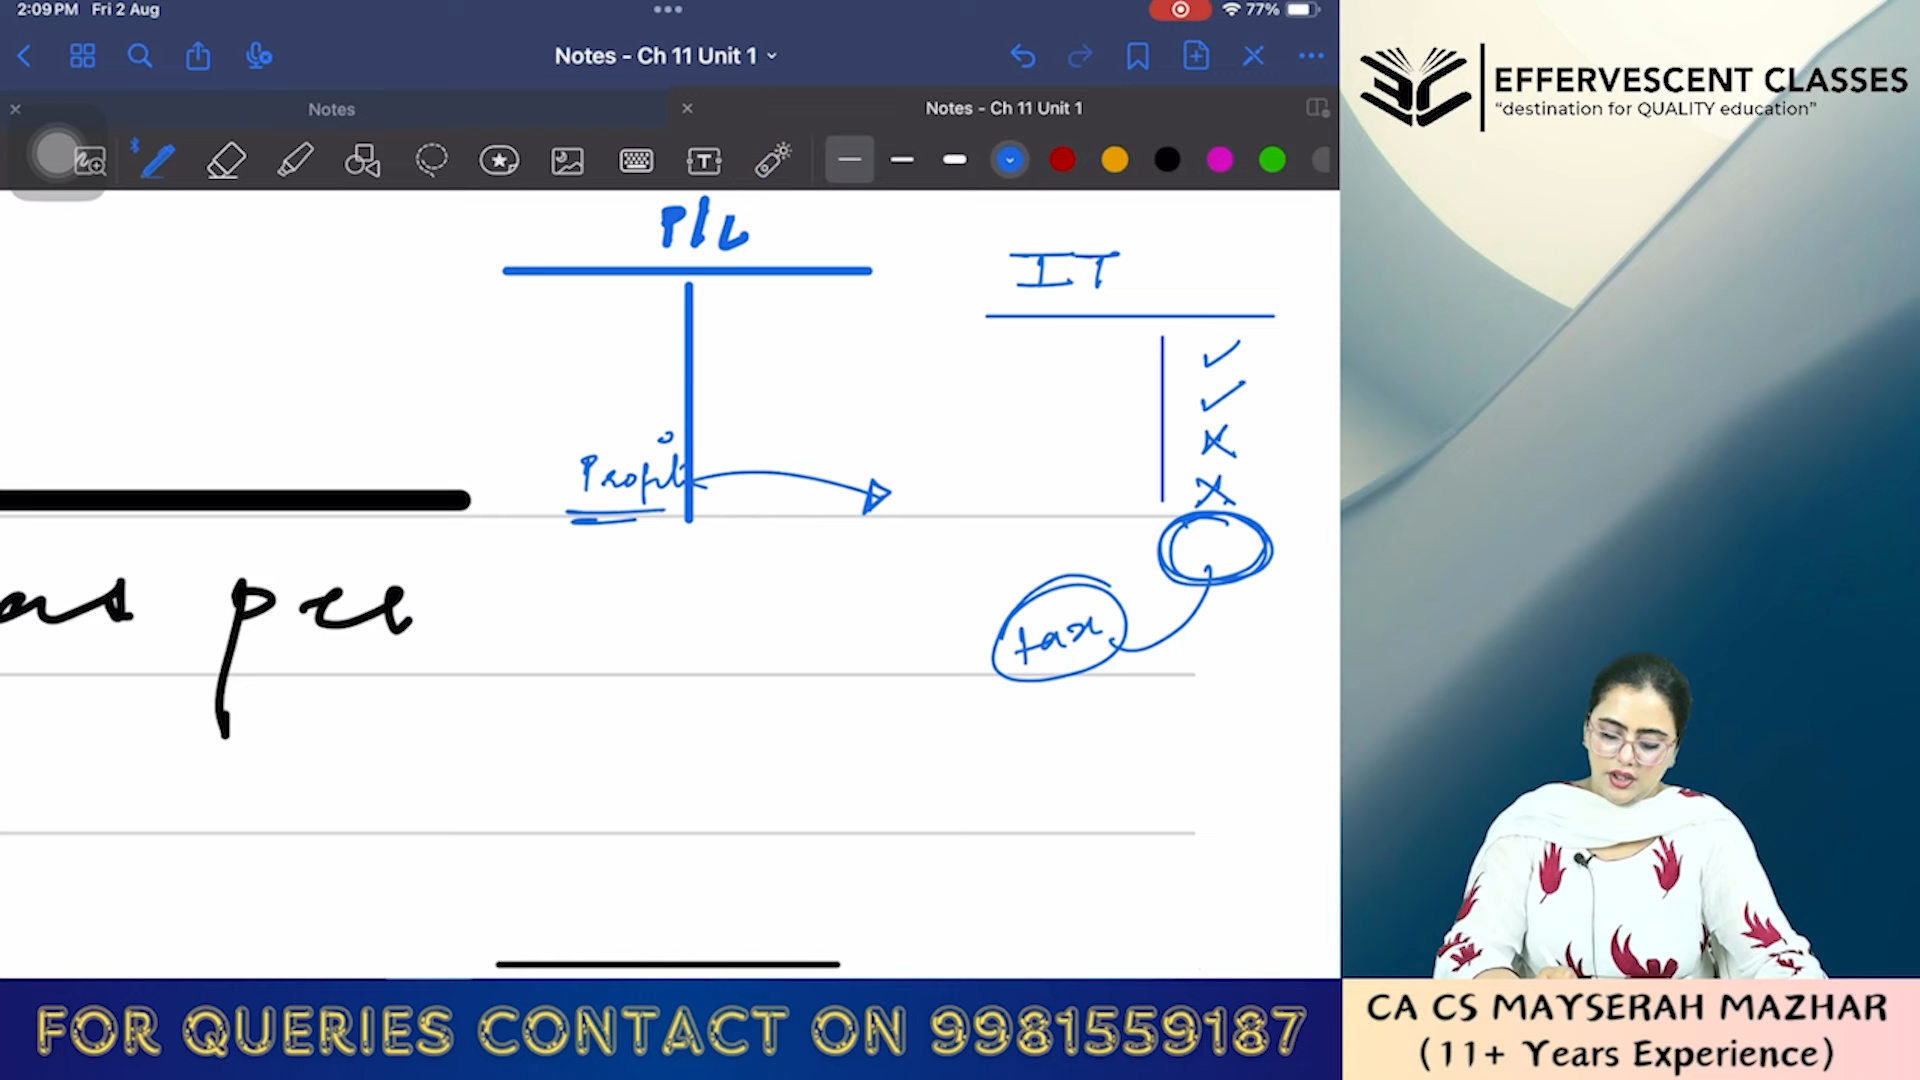 2:09 PM Fri 2 Aug
77%
Notes - Ch 11 Unit 1
Notes
Notes - Ch 11 Unit 1
T
P/L
IT
Profit
as per
tax
EFFERVESCENT CLASSES
"destination for QUALITY education"
FOR QUERIES CONTACT ON 9981559187
CA CS MAYSERAH MAZHAR
(11+ Years Experience)